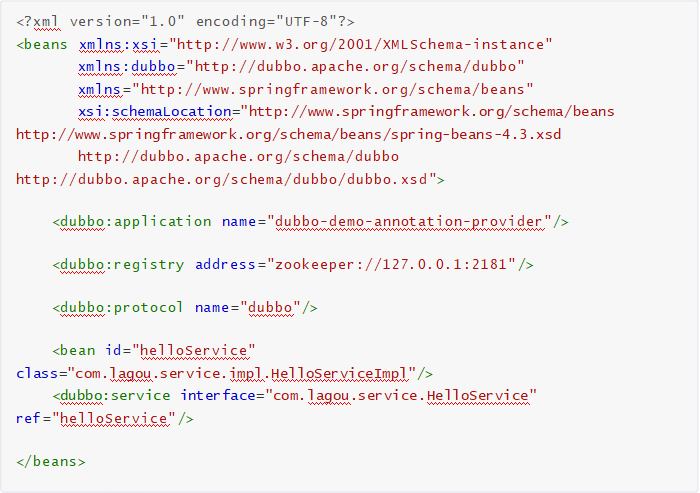 <?xml version="1.0" encoding="UTF-8"?>
<beans xmlns:xsi="http://www.w3.org/2001/XMLSchema-instance"
       xmlns:dubbo="http://dubbo.apache.org/schema/dubbo"
       xmlns="http://www.springframework.org/schema/beans"
       xsi:schemaLocation="http://www.springframework.org/schema/beans
http://www.springframework.org/schema/beans/spring-beans-4.3.xsd
       http://dubbo.apache.org/schema/dubbo
http://dubbo.apache.org/schema/dubbo/dubbo.xsd">
    <dubbo:application name="dubbo-demo-annotation-provider"/>
    <dubbo:registry address="zookeeper://127.0.0.1:2181"/>
    <dubbo:protocol name="dubbo"/>
    <bean id="helloService"
class="com.lagou.service.impl.HelloServiceImpl"/>
    <dubbo:service interface="com.lagou.service.HelloService"
ref="helloService"/>
</beans>